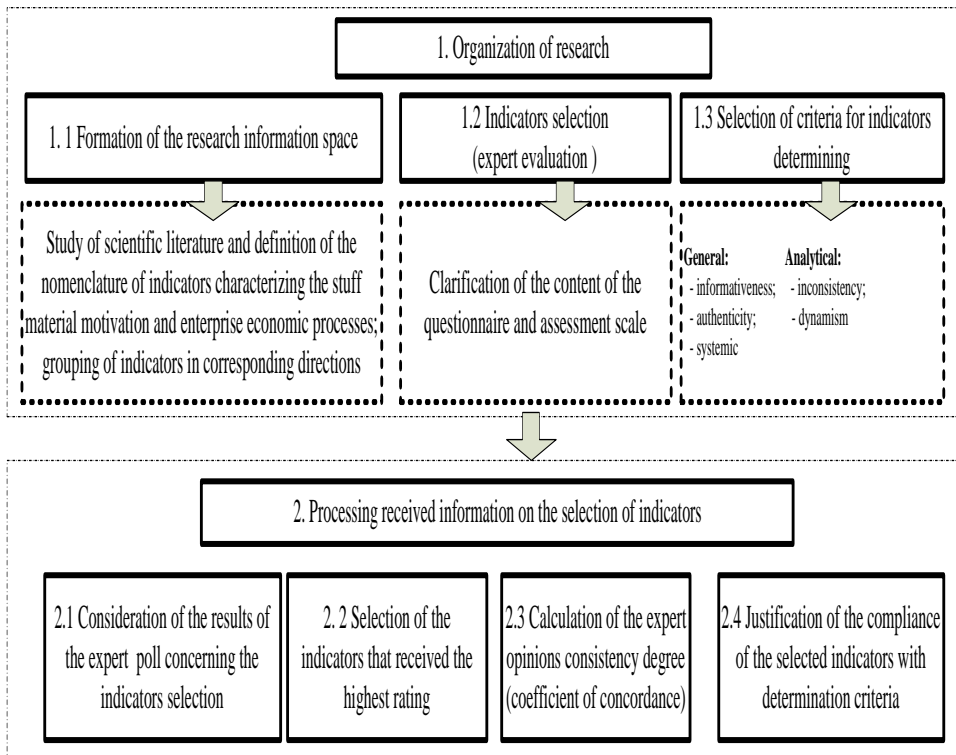 1. Organization of research
1. 1 Formation of the research information space
1.2 Indicators selection
(expert evaluation )
1.3 Selection of criteria for indicators
determining
Study of scientific literature and definition of the
nomenclature of indicators characterizing the stuff
material motivation and enterprise economic processes;
grouping of indicators in corresponding directions
Clarification of the content of the
questionnaire and assessment scale
General:
- informativeness;
- authenticity;
- systemic
Analytical:
- inconsistency;
- dynamism
2. Processing received information on the selection of indicators
2.1 Consideration of the results of
the expert poll concerning the
indicators selection
2. 2 Selection of the
indicators that received the
highest rating
2.3 Calculation of the expert
opinions consistency degree
(coefficient of concordance)
2.4 Justification of the compliance
of the selected indicators with
determination criteria